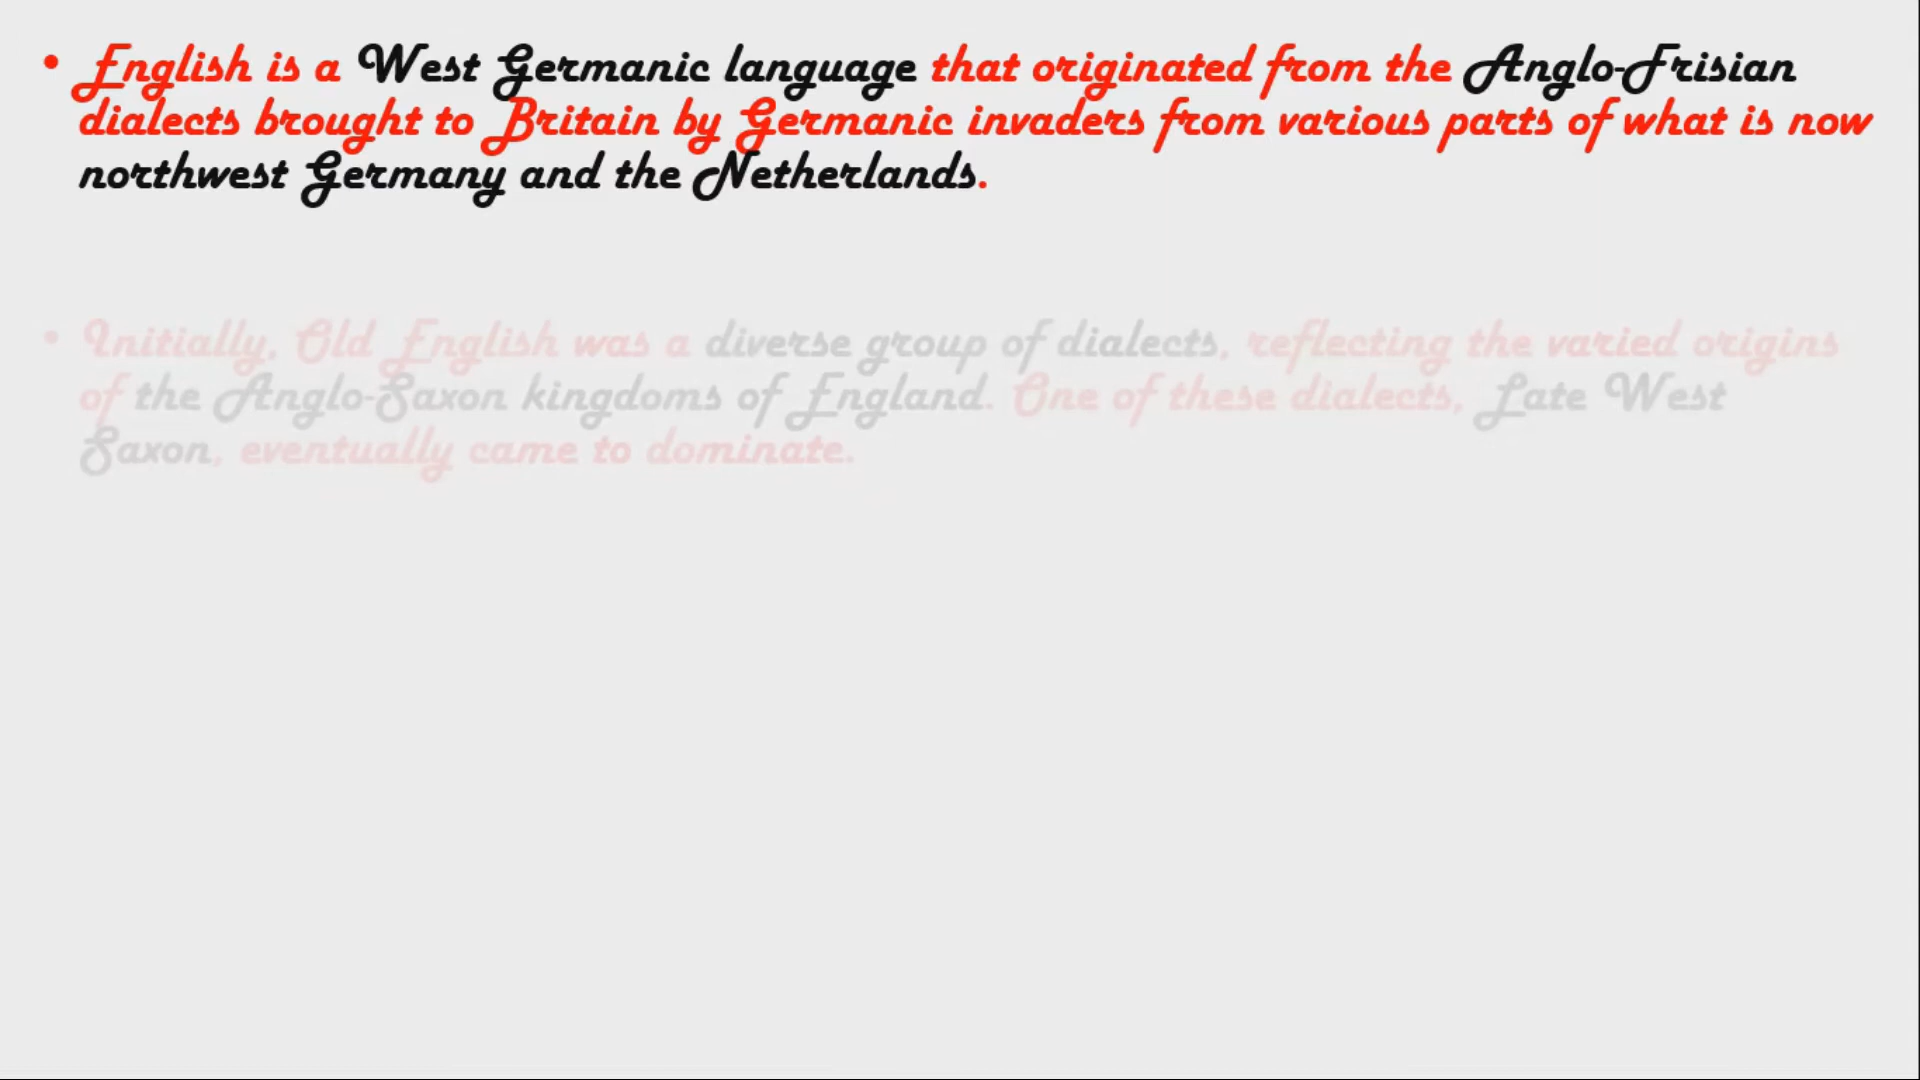 • English is a West Germanic language that originated from the Anglo-Frisian
dialects brought to Britain by Germanic invaders from various parts of what is now
northwest Germany and the Netherlands.
• Initially, Old English was a diverse group of dialects, reflecting the varied origins
of the Anglo-Saxon kingdoms of England. One of these dialects, Late West
Saxon, eventually came to dominate.